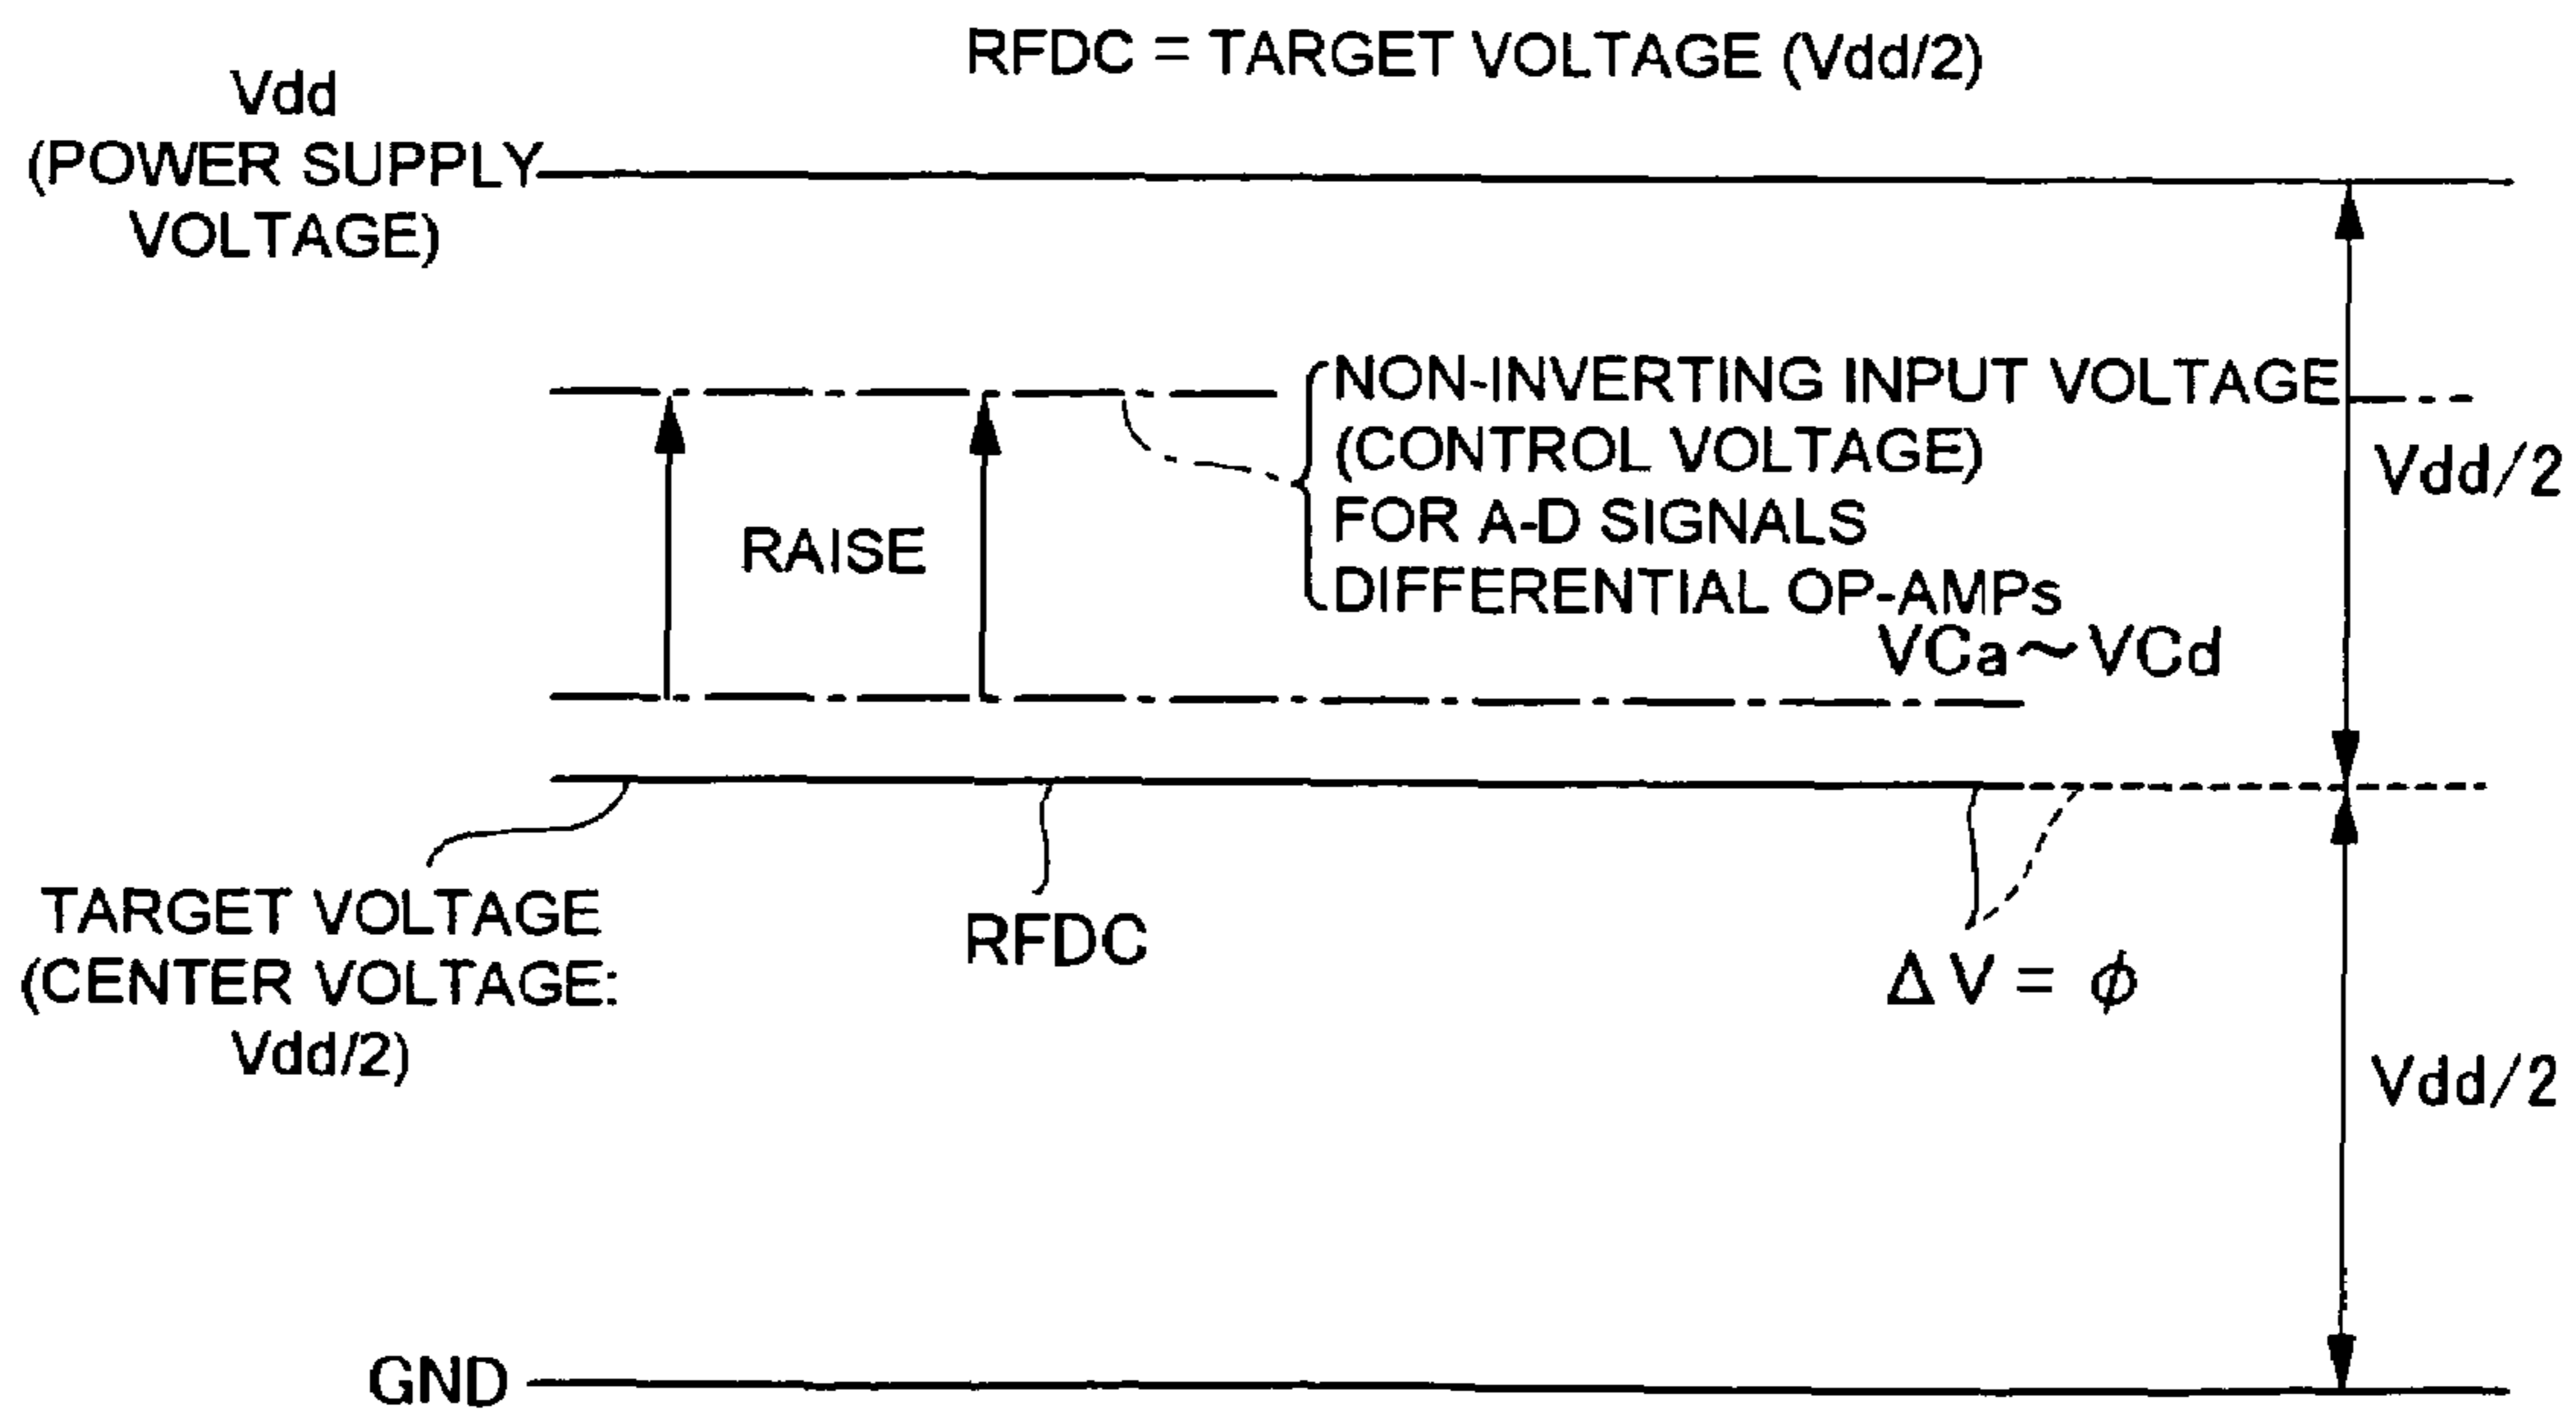 RFDC = TARGET VOLTAGE (Vdd/2)
Vdd
(POWER SUPPLY
VOLTAGE)
NON-INVERTING INPUT VOLTAGE
(CONTROL VOLTAGE)
FOR A-D SIGNALS
DIFFERENTIAL OP-AMPs
VCa~VCd
Vdd/2
RAISE
TARGET VOLTAGE
(CENTER VOLTAGE:
Vdd/2)
RFDC
ΔV = ϕ
Vdd/2
GND